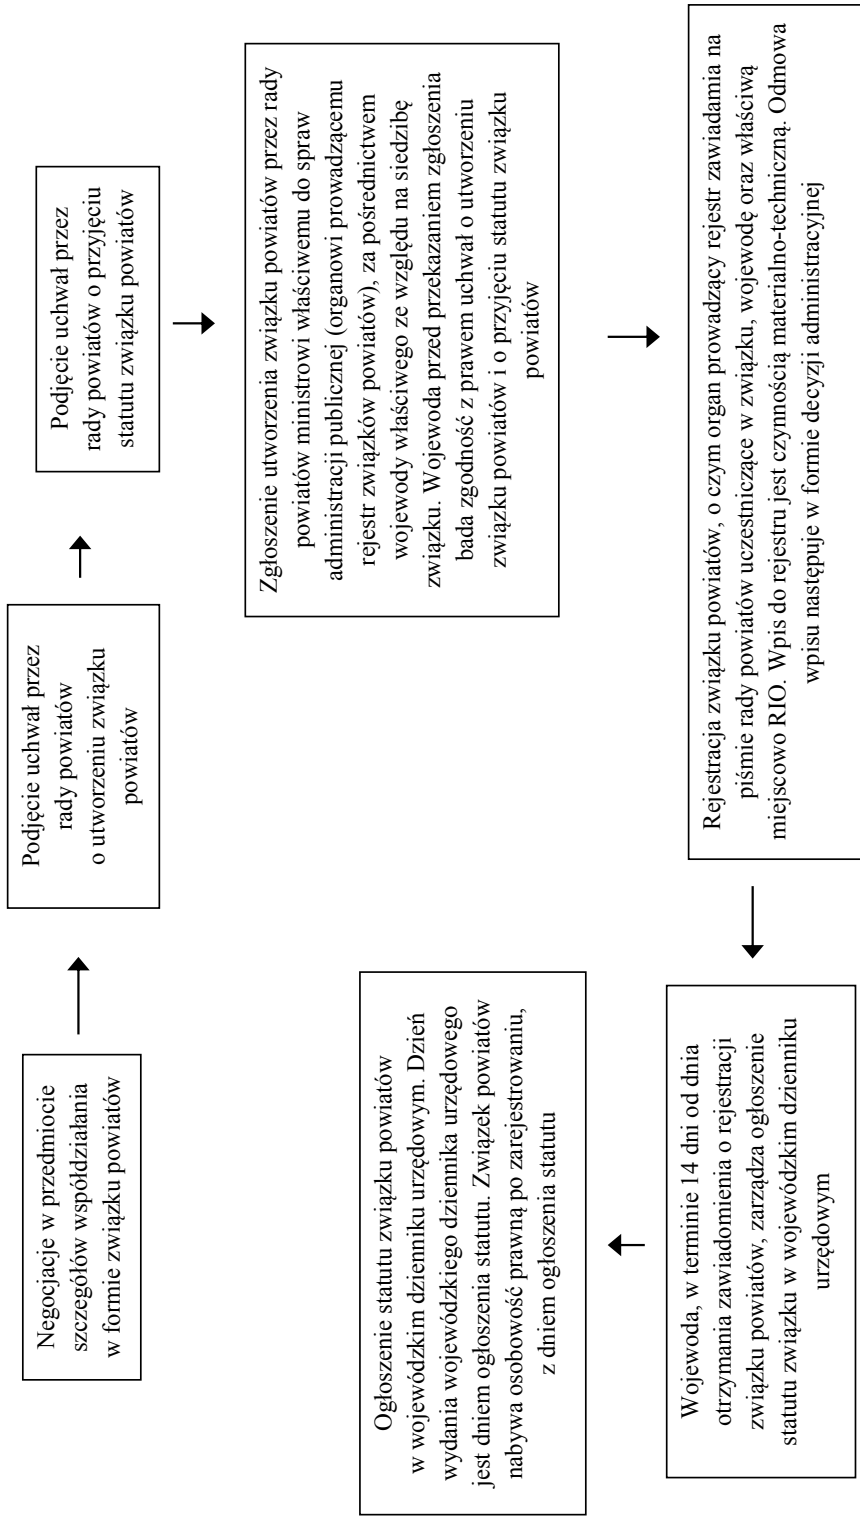 Negocjacje w przedmiocie
szczegółów współdziałania
w formie związku powiatów
Podjęcie uchwał przez
rady powiatów
o utworzeniu związku
powiatów
Podjęcie uchwał przez
rady powiatów o przyjęciu
statutu związku powiatów
Zgłoszenie utworzenia związku powiatów przez rady
powiatów ministrowi właściwemu do spraw
administracji publicznej (organowi prowadzącemu
rejestr związków powiatów), za pośrednictwem
wojewody właściwego ze względu na siedzibę
związku. Wojewoda przed przekazaniem zgłoszenia
bada zgodność z prawem uchwał o utworzeniu
związku powiatów i o przyjęciu statutu związku
powiatów
Rejestracja związku powiatów, o czym organ prowadzący rejestr zawiadamia na
piśmie rady powiatów uczestniczące w związku, wojewodę oraz właściwą
miejscowo RIO. Wpis do rejestru jest czynnością materialno-techniczną. Odmowa
wpisu następuje w formie decyzji administracyjnej
Wojewoda, w terminie 14 dni od dnia
otrzymania zawiadomienia o rejestracji
związku powiatów, zarządza ogłoszenie
statutu związku w wojewódzkim dzienniku
urzędowym
Ogłoszenie statutu związku powiatów
w wojewódzkim dzienniku urzędowym. Dzień
wydania wojewódzkiego dziennika urzędowego
jest dniem ogłoszenia statutu. Związek powiatów
nabywa osobowość prawną po zarejestrowaniu,
z dniem ogłoszenia statutu